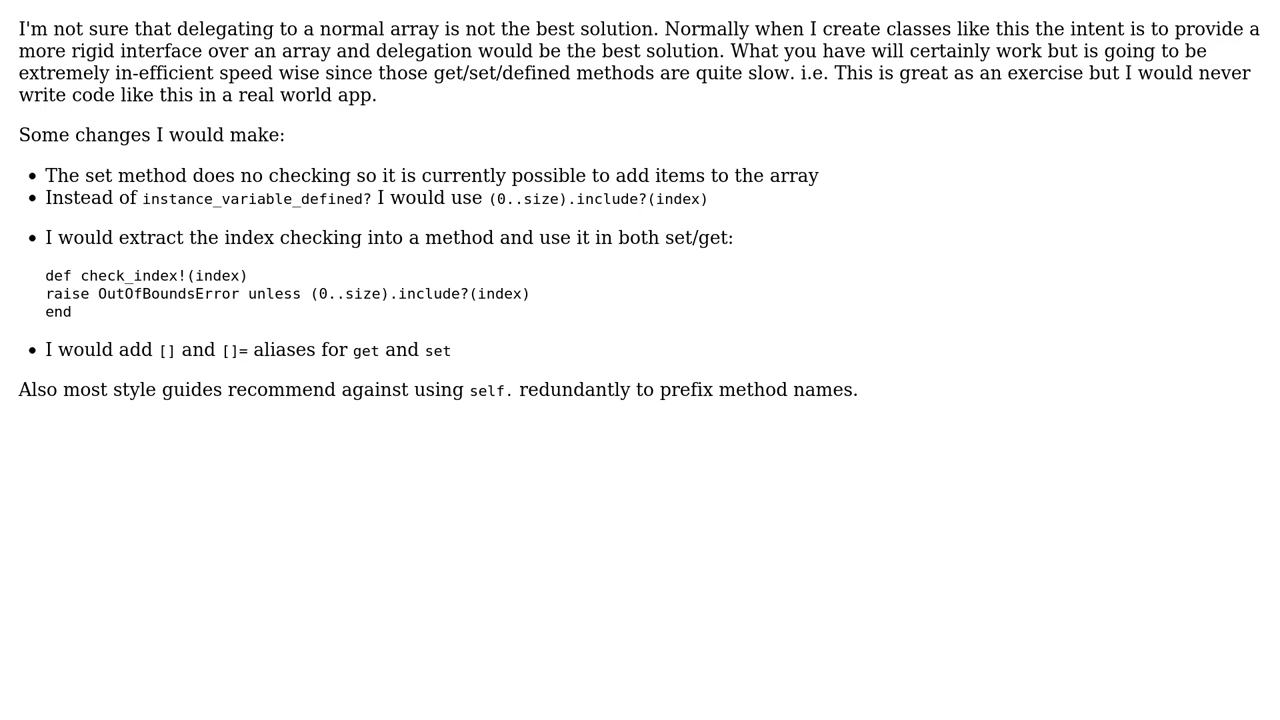 I'm not sure that delegating to a normal array is not the best solution. Normally when I create classes like this the intent is to provide a
more rigid interface over an array and delegation would be the best solution. What you have will certainly work but is going to be
extremely in-efficient speed wise since those get/set/defined methods are quite slow. i.e. This is great as an exercise but I would never
write code like this in a real world app.
Some changes I would make:
• The set method does no checking so it is currently possible to add items to the array
• Instead of instance_variable_defined? I would use (0..size).include?(index)
• I would extract the index checking into a method and use it in both set/get:
def check_index!(index)
raise OutOfBoundsError unless (0..size).include?(index)
end
• I would add [] and []= aliases for get and set
Also most style guides recommend against using self. redundantly to prefix method names.